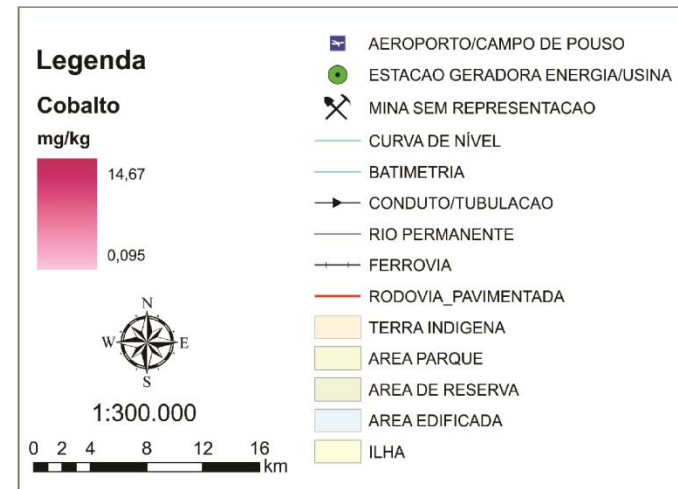 Legenda
Cobalto
mg/kg
14,67
0,095
N
W E
S
1:300.000
0 2 4 8 12 16
km
AEROPORTO/CAMPO DE POUSO
ESTACAO GERADORA ENERGIA/USINA
MINA SEM REPRESENTACAO
CURVA DE NÍVEL
BATIMETRIA
CONDUTO/TUBULACAO
RIO PERMANENTE
FERROVIA
RODOVIA_PAVIMENTADA
TERRA INDIGENA
AREA PARQUE
AREA DE RESERVA
AREA EDIFICADA
ILHA